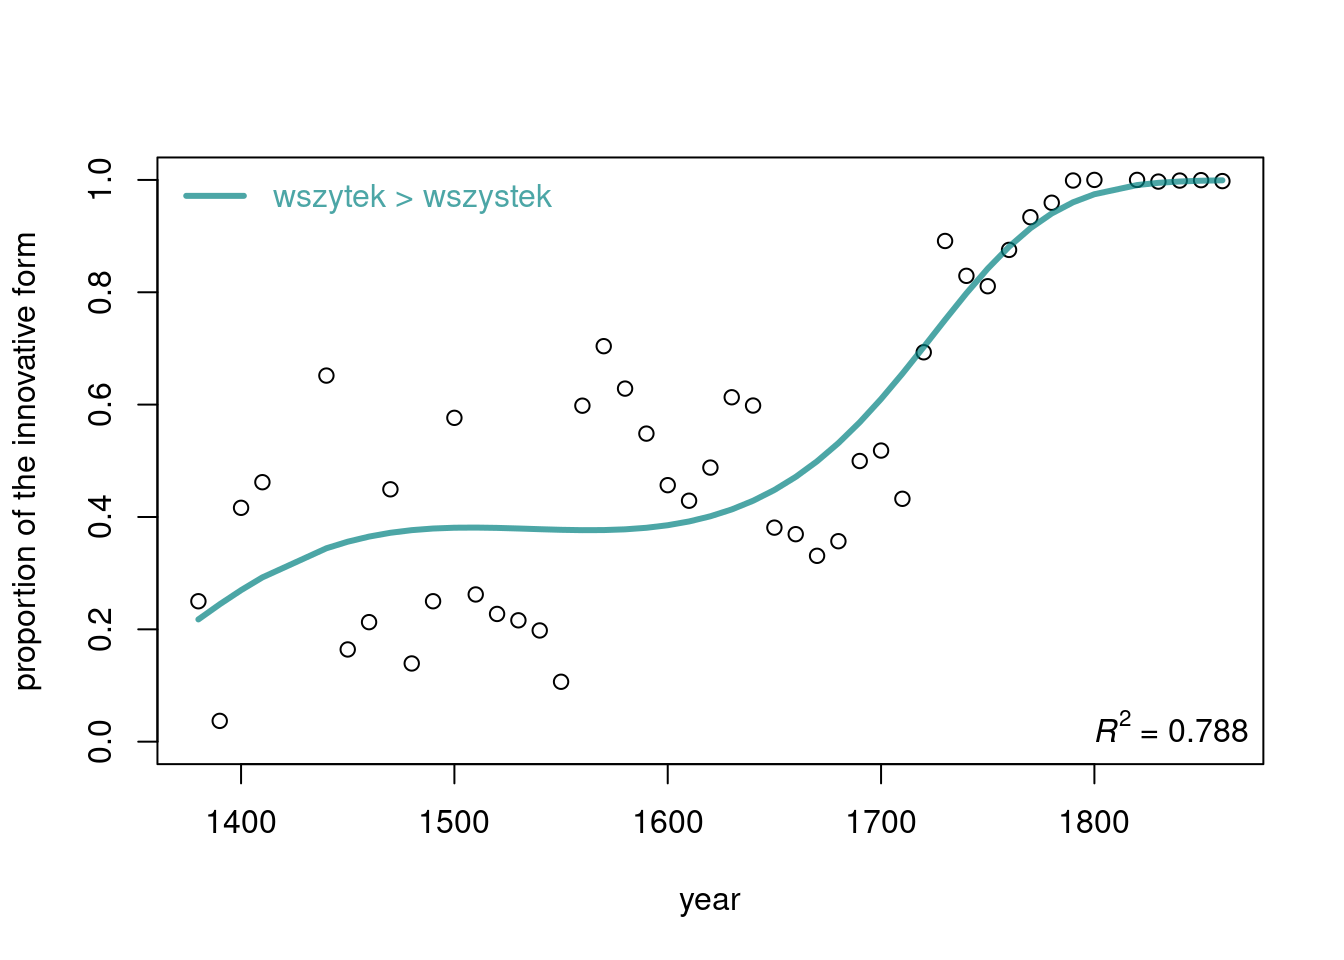 wszytek > wszystek
proportion of the innovative form
1.0
0.8
0.6
0.4
0.2
0.0
R² = 0.788
1400 1500 1600 1700 1800
year